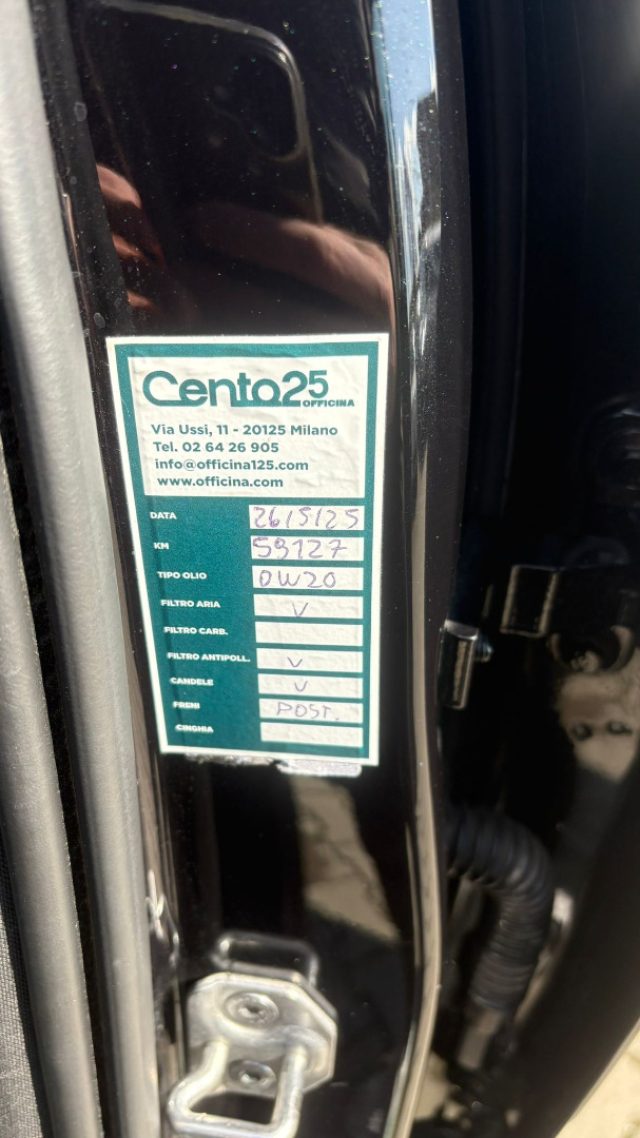 Cento25
OFFICINA
Via Ussi, 11 - 20125 Milano
Tel. 02 64 26 905
info@officina125.com
www.officina.com
DATA 26/5/25
KM 59127
TIPO OLIO 0W20
FILTRO ARIA V
FILTRO CARB.
FILTRO ANTIPOLL. V
CANDELE V
FRENI POST.
CINGHIA